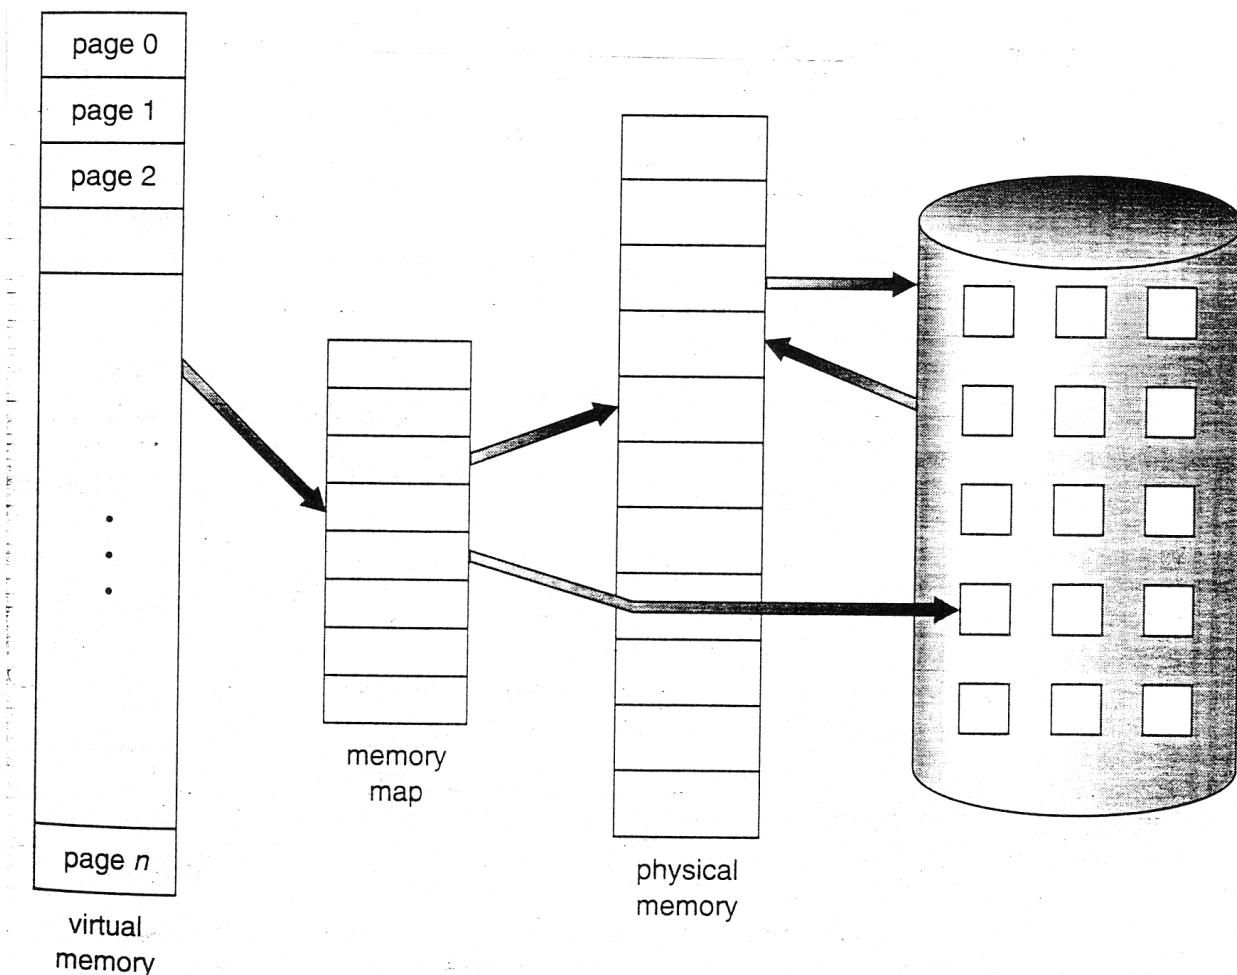 page 0
page 1
page 2
page n
virtual
memory
memory
map
physical
memory